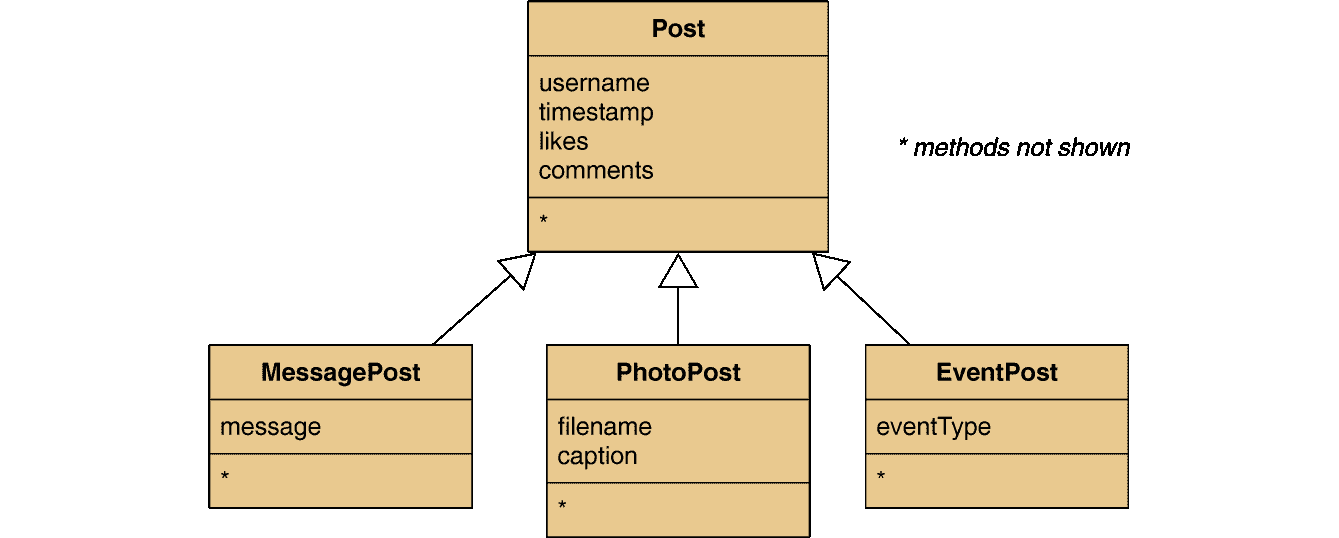 Post
username
timestamp
likes
comments
*
* methods not shown
MessagePost
message
*
PhotoPost
filename
caption
*
EventPost
eventType
*